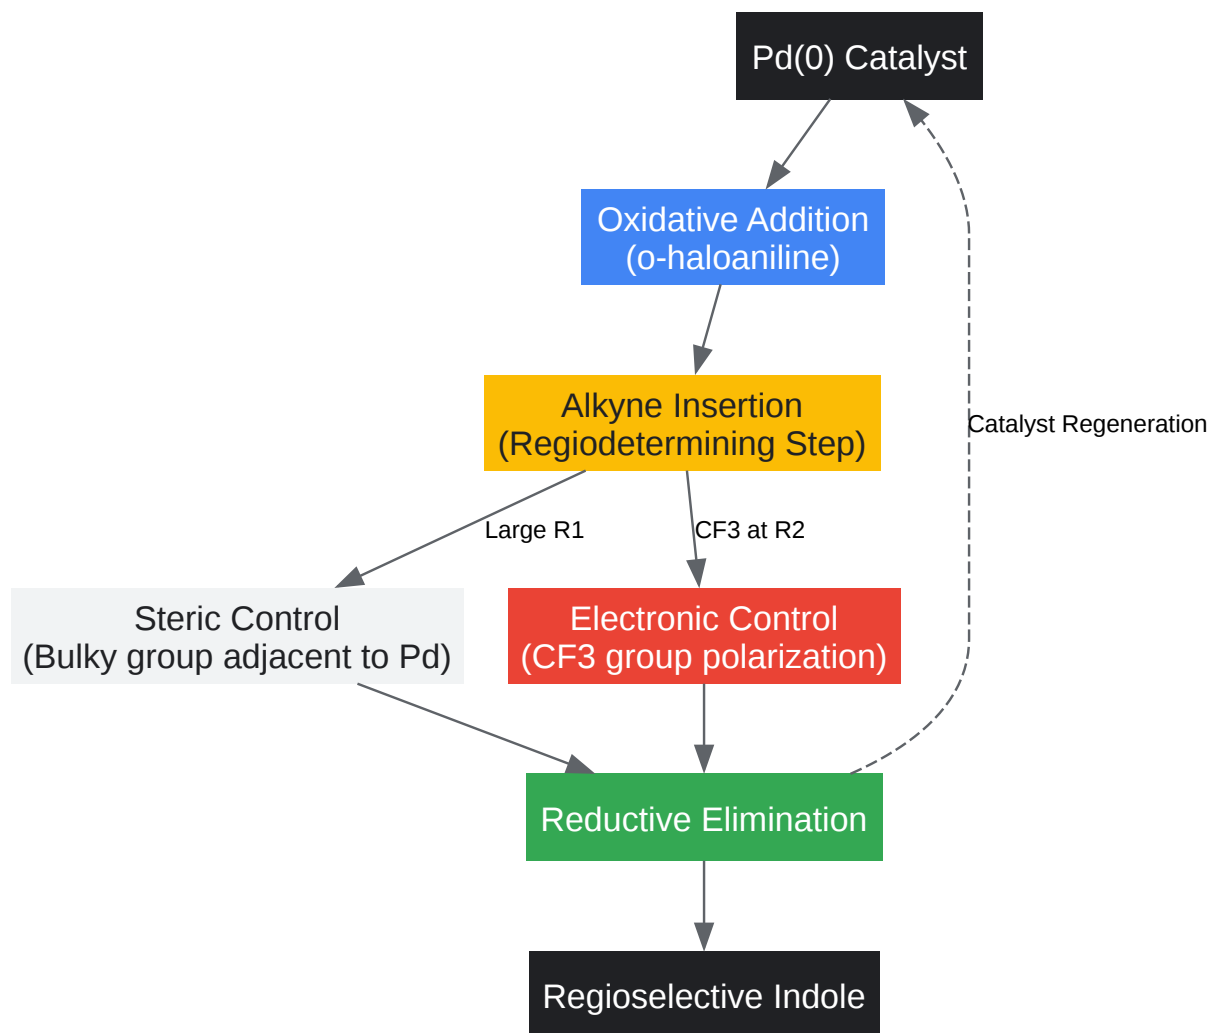 Pd(0) Catalyst
Oxidative Addition
(o-haloaniline)
Catalyst Regeneration
Alkyne Insertion
(Regiodetermining Step)
Large R1
CF3 at R2
Steric Control
(Bulky group adjacent to Pd)
Electronic Control
(CF3 group polarization)
Reductive Elimination
Regioselective Indole